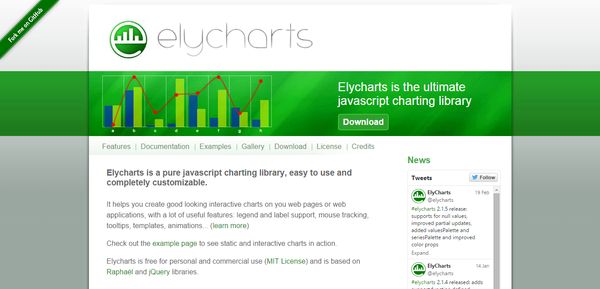 Fork me on GitHub
elycharts
Elycharts is the ultimate
javascript charting library
Download
a b c d e f g h
Features | Documentation | Examples | Gallery | Download | License | Credits
Elycharts is a pure javascript charting library, easy to use and
completely customizable.
It helps you create good looking interactive charts on you web pages or web
applications, with a lot of useful features: legend and label support, mouse tracking,
tooltips, templates, animations... (learn more)
Check out the example page to see static and interactive charts in action.
Elycharts is free for personal and commercial use (MIT License) and is based on
Raphaél and jQuery libraries.
News
Tweets
Follow
ElyCharts 19 Feb
@elycharts
#elycharts 2.1.5 release:
supports for null values,
improved partial updates,
added valuesPalette and
seriesPalette and improved
color props
Expand
ElyCharts 14 Jan
@elycharts
#elycharts 2.1.4 released: adds